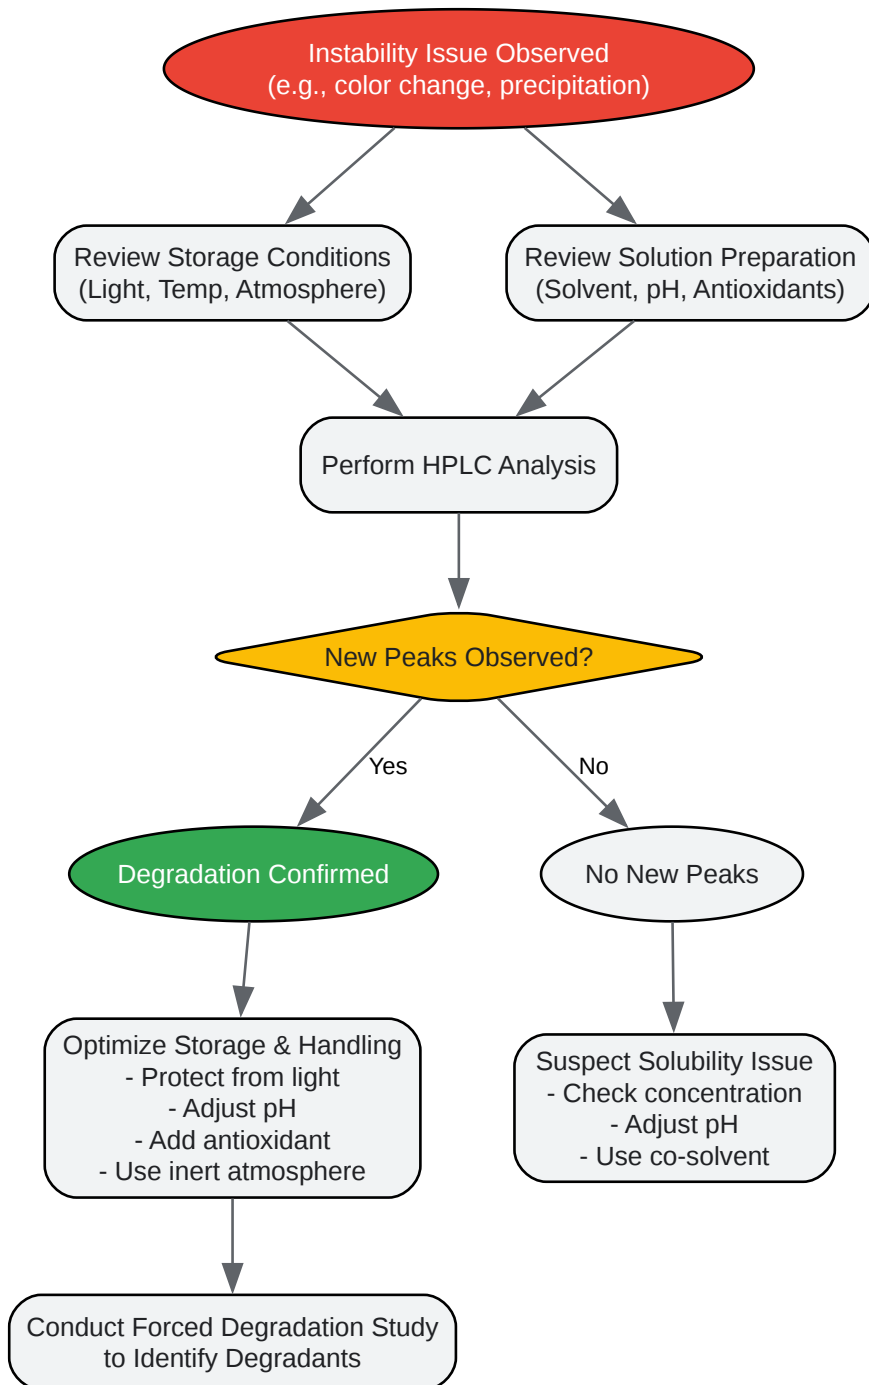 Instability Issue Observed
(e.g., color change, precipitation)
Review Storage Conditions
(Light, Temp, Atmosphere)
Review Solution Preparation
(Solvent, pH, Antioxidants)
Perform HPLC Analysis
New Peaks Observed?
Yes
No
Degradation Confirmed
No New Peaks
Optimize Storage & Handling
- Protect from light
- Adjust pH
- Add antioxidant
- Use inert atmosphere
Suspect Solubility Issue
- Check concentration
- Adjust pH
- Use co-solvent
Conduct Forced Degradation Study
to Identify Degradants